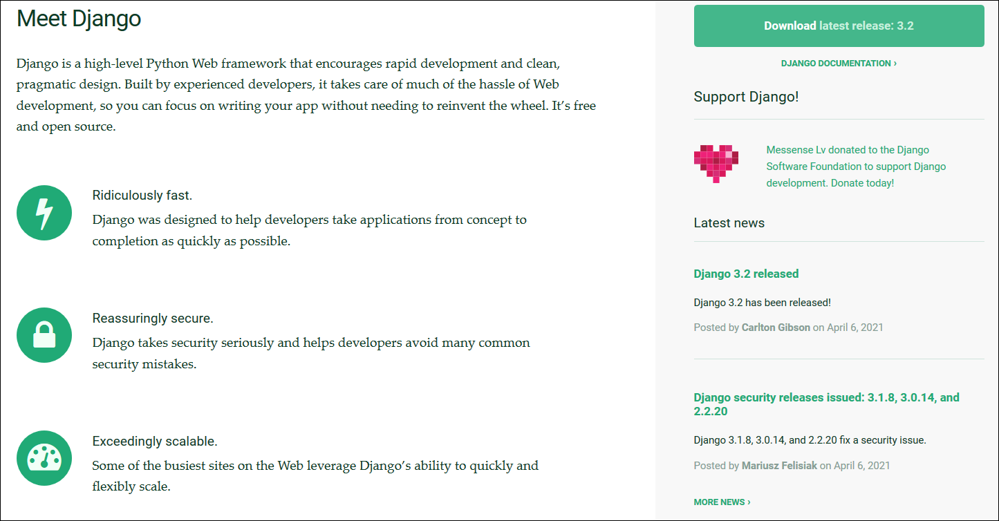 Meet Django
Django is a high-level Python Web framework that encourages rapid development and clean,
pragmatic design. Built by experienced developers, it takes care of much of the hassle of Web
development, so you can focus on writing your app without needing to reinvent the wheel. It’s free
and open source.
Ridiculously fast.
Django was designed to help developers take applications from concept to
completion as quickly as possible.
Reassuringly secure.
Django takes security seriously and helps developers avoid many common
security mistakes.
Exceedingly scalable.
Some of the busiest sites on the Web leverage Django’s ability to quickly and
flexibly scale.
Download latest release: 3.2
DJANGO DOCUMENTATION ›
Support Django!
Messense Lv donated to the Django
Software Foundation to support Django
development. Donate today!
Latest news
Django 3.2 released
Django 3.2 has been released!
Posted by Carlton Gibson on April 6, 2021
Django security releases issued: 3.1.8, 3.0.14, and
2.2.20
Django 3.1.8, 3.0.14, and 2.2.20 fix a security issue.
Posted by Mariusz Felisiak on April 6, 2021
MORE NEWS ›